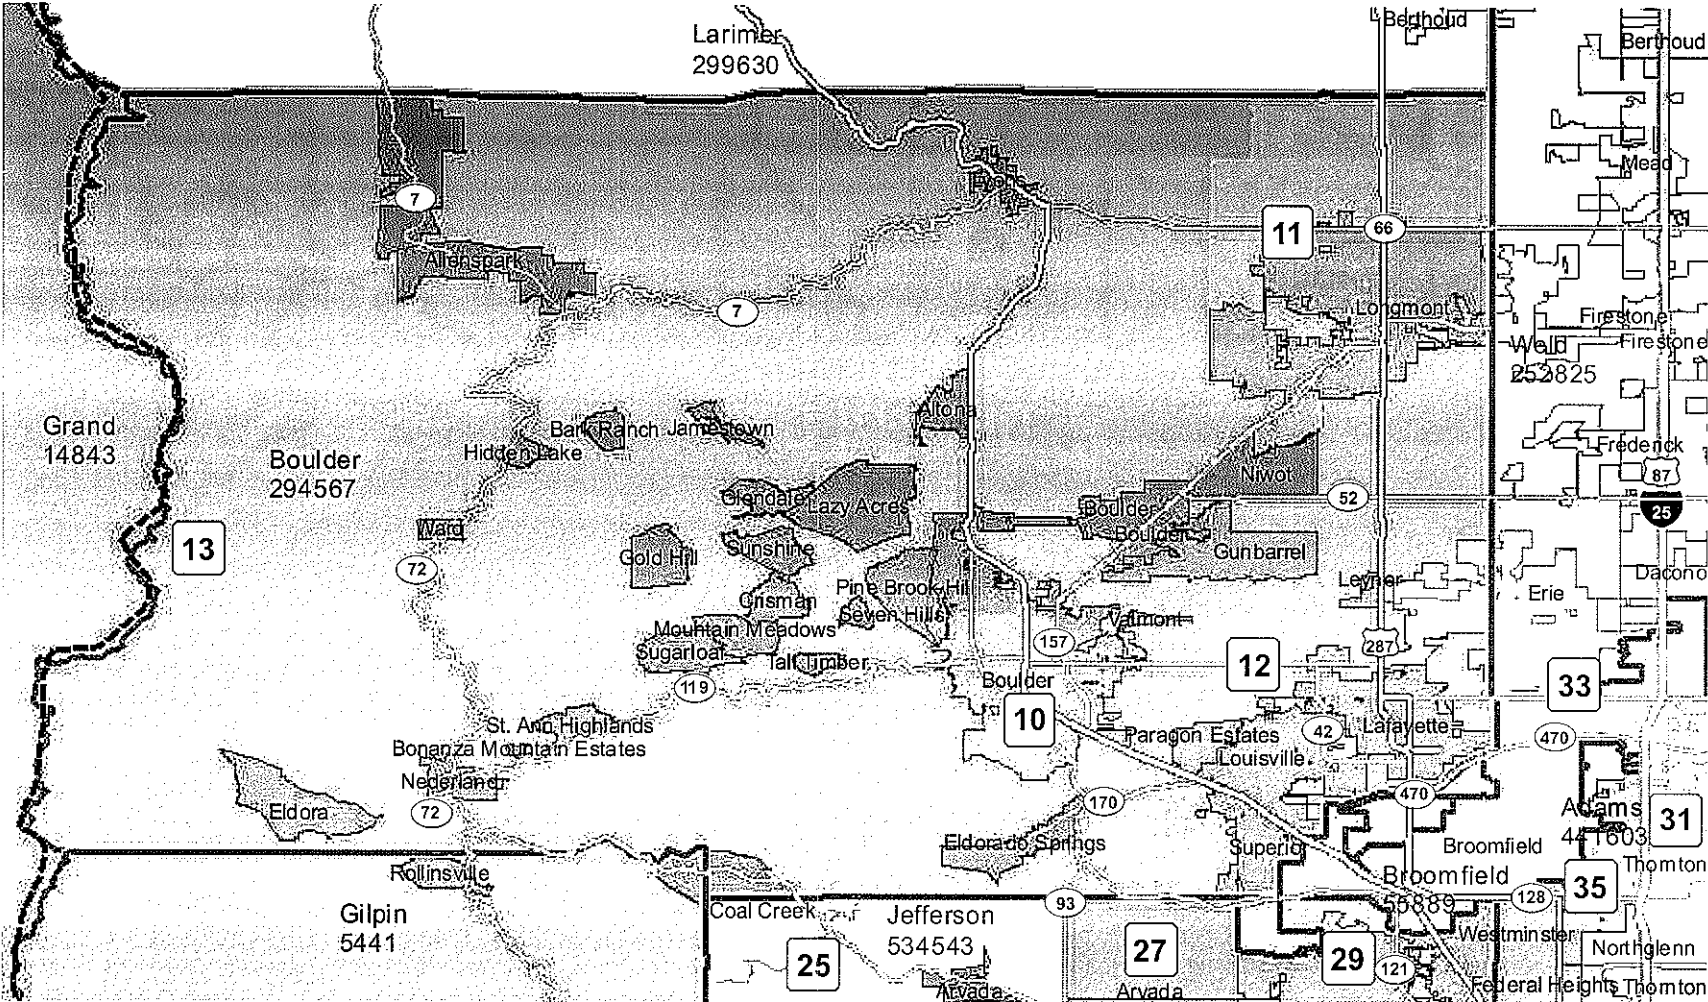 Berthoud
Larimer
299630
Berthoud
Mead
7
11
66
Allenspark
7
Longmont
Firestone
Firestone
Weld
252825
Grand
14843
Altona
Bark Ranch
Jamestown
Hidden Lake
Frederick
Boulder
294567
Niwot
87
Glendale
Lazy Acres
52
Boulder
25
Ward
Boulder
13
Sunshine
Gold Hill
Gunbarrel
72
Leyner
Dacono
Pine Brook Hil
Erie
Crisman
Seven Hills
Valmont
Mountain Meadows
157
287
Sugarloaf
Tall Timber
12
119
Boulder
33
10
St. Ann Highlands
Lafayette
Paragon Estates
42
470
Bonanza Mountain Estates
Louisville
Nederland
470
170
Eldora
72
Adams
441603
31
Eldorado Springs
Superior
Broomfield
Thornton
Rollinsville
Broomfield
55889
35
128
93
Coal Creek
Gilpin
5441
Jefferson
534543
Westminster
Northglenn
25
27
29
121
Arvada
Arvada
Federal Heights
Thornton